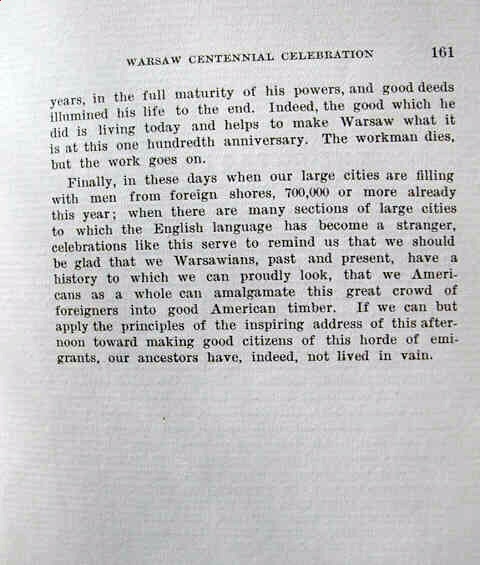 WARSAW CENTENNIAL CELEBRATION 161
years, in the full maturity of his powers, and good deeds
illumined his life to the end. Indeed, the good which he
did is living today and helps to make Warsaw what it
is at this one hundredth anniversary. The workman dies,
but the work goes on.
Finally, in these days when our large cities are filling
with men from foreign shores, 700,000 or more already
this year; when there are many sections of large cities
to which the English language has become a stranger,
celebrations like this serve to remind us that we should
be glad that we Warsawians, past and present, have a
history to which we can proudly look, that we Ameri-
cans as a whole can amalgamate this great crowd of
foreigners into good American timber. If we can but
apply the principles of the inspiring address of this after-
noon toward making good citizens of this horde of emi-
grants, our ancestors have, indeed, not lived in vain.